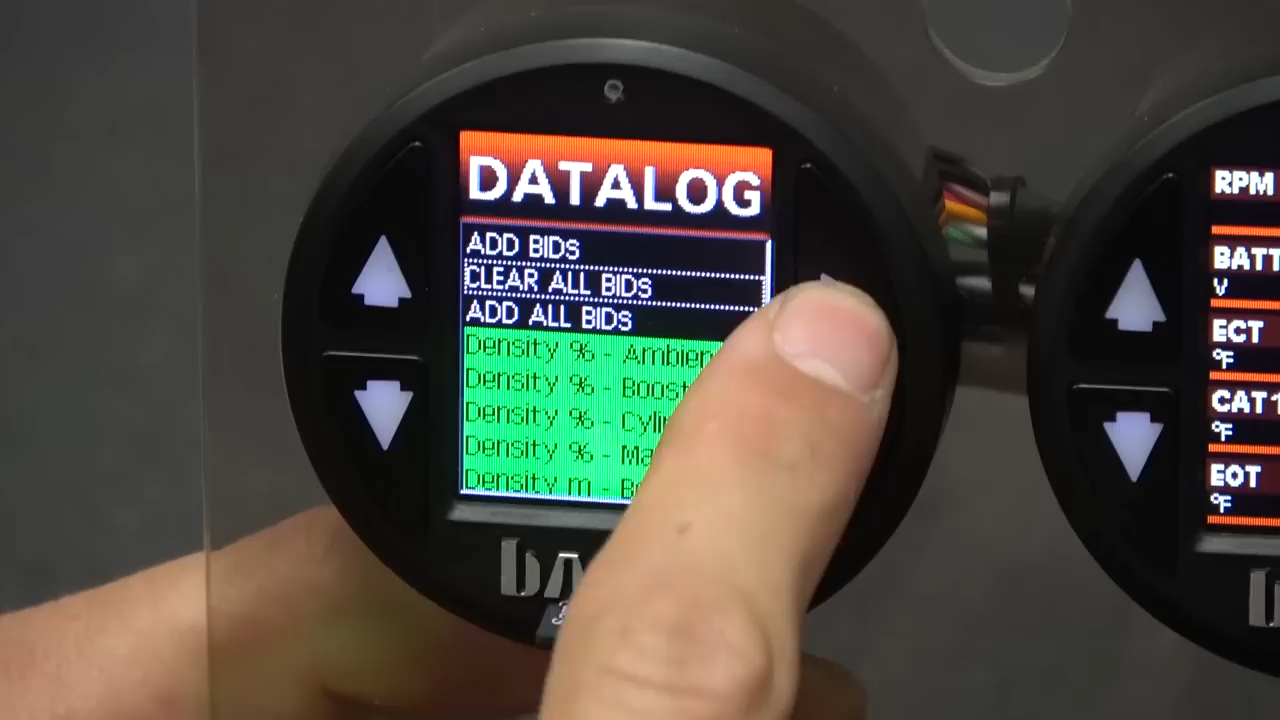 DATALOG
ADD BIDS
CLEAR ALL BIDS
ADD ALL BIDS
Density % - Ambien
Density % - Boost
Density % - Cylin
Density % - Ma
Density m - B
RPM
BATT
V
ECT
°F
CAT1
°F
EOT
°F